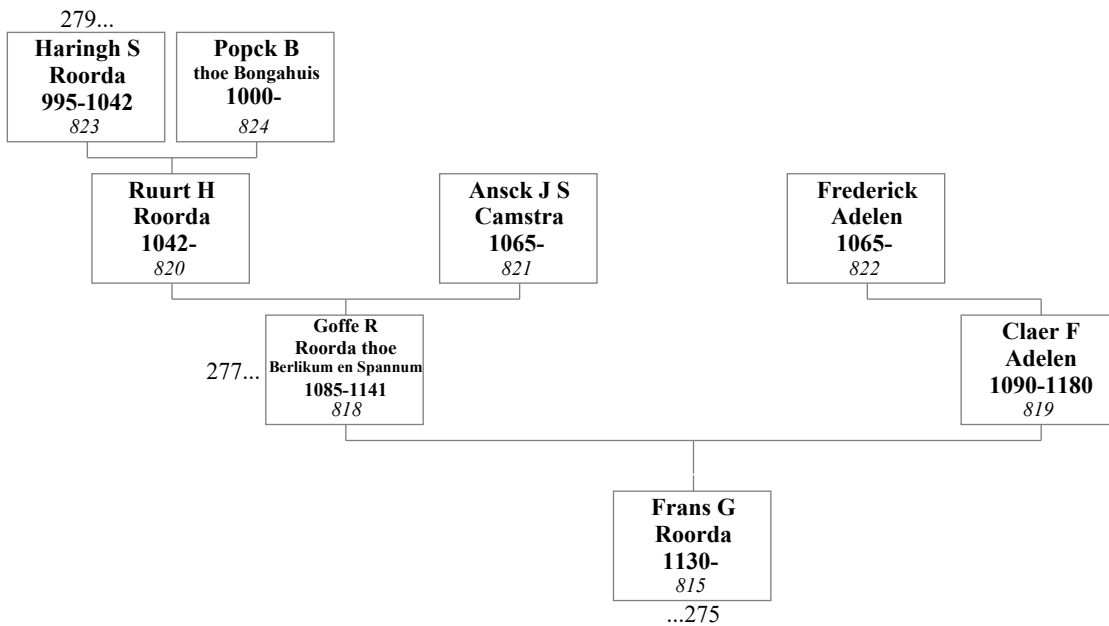 279...
Haringh S
Roorda
995-1042
823
Popck B
thoe Bongahuis
1000-
824
Ruurt H
Roorda
1042-
820
Ansck J S
Camstra
1065-
821
Frederick
Adelen
1065-
822
277...
Goffe R
Roorda thoe
Berlikum en Spannum
1085-1141
818
Claer F
Adelen
1090-1180
819
Frans G
Roorda
1130-
815
...275